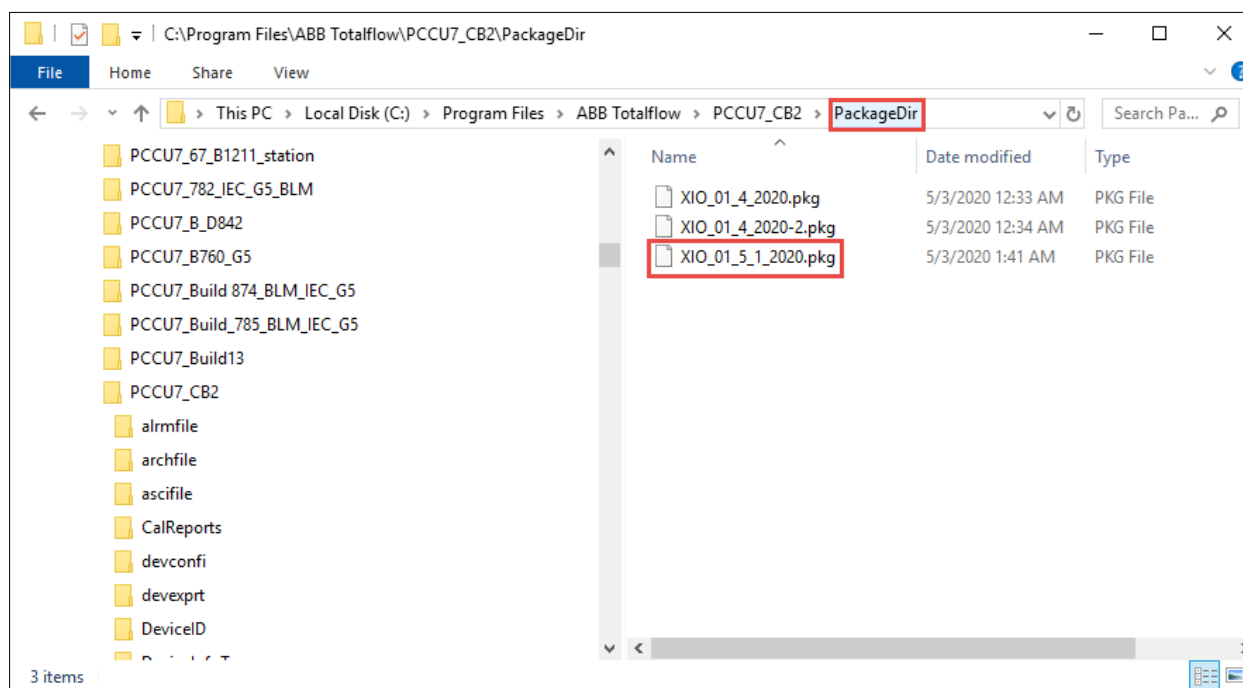 C:\Program Files\ABB Totalflow\PCCU7_CB2\PackageDir
File Home Share View
This PC > Local Disk (C:) > Program Files > ABB Totalflow > PCCU7_CB2 > PackageDir Search Pa...
PCCU7_67_B1211_station
PCCU7_782_IEC_G5_BLM
PCCU7_B_D842
PCCU7_B760_G5
PCCU7_Build 874_BLM_IEC_G5
PCCU7_Build_785_BLM_IEC_G5
PCCU7_Build13
PCCU7_CB2
alrmfile
archfile
ascifile
CalReports
devconfi
devexprt
DeviceID
Name Date modified Type
XIO_01_4_2020.pkg 5/3/2020 12:33 AM PKG File
XIO_01_4_2020-2.pkg 5/3/2020 12:34 AM PKG File
XIO_01_5_1_2020.pkg 5/3/2020 1:41 AM PKG File
3 items